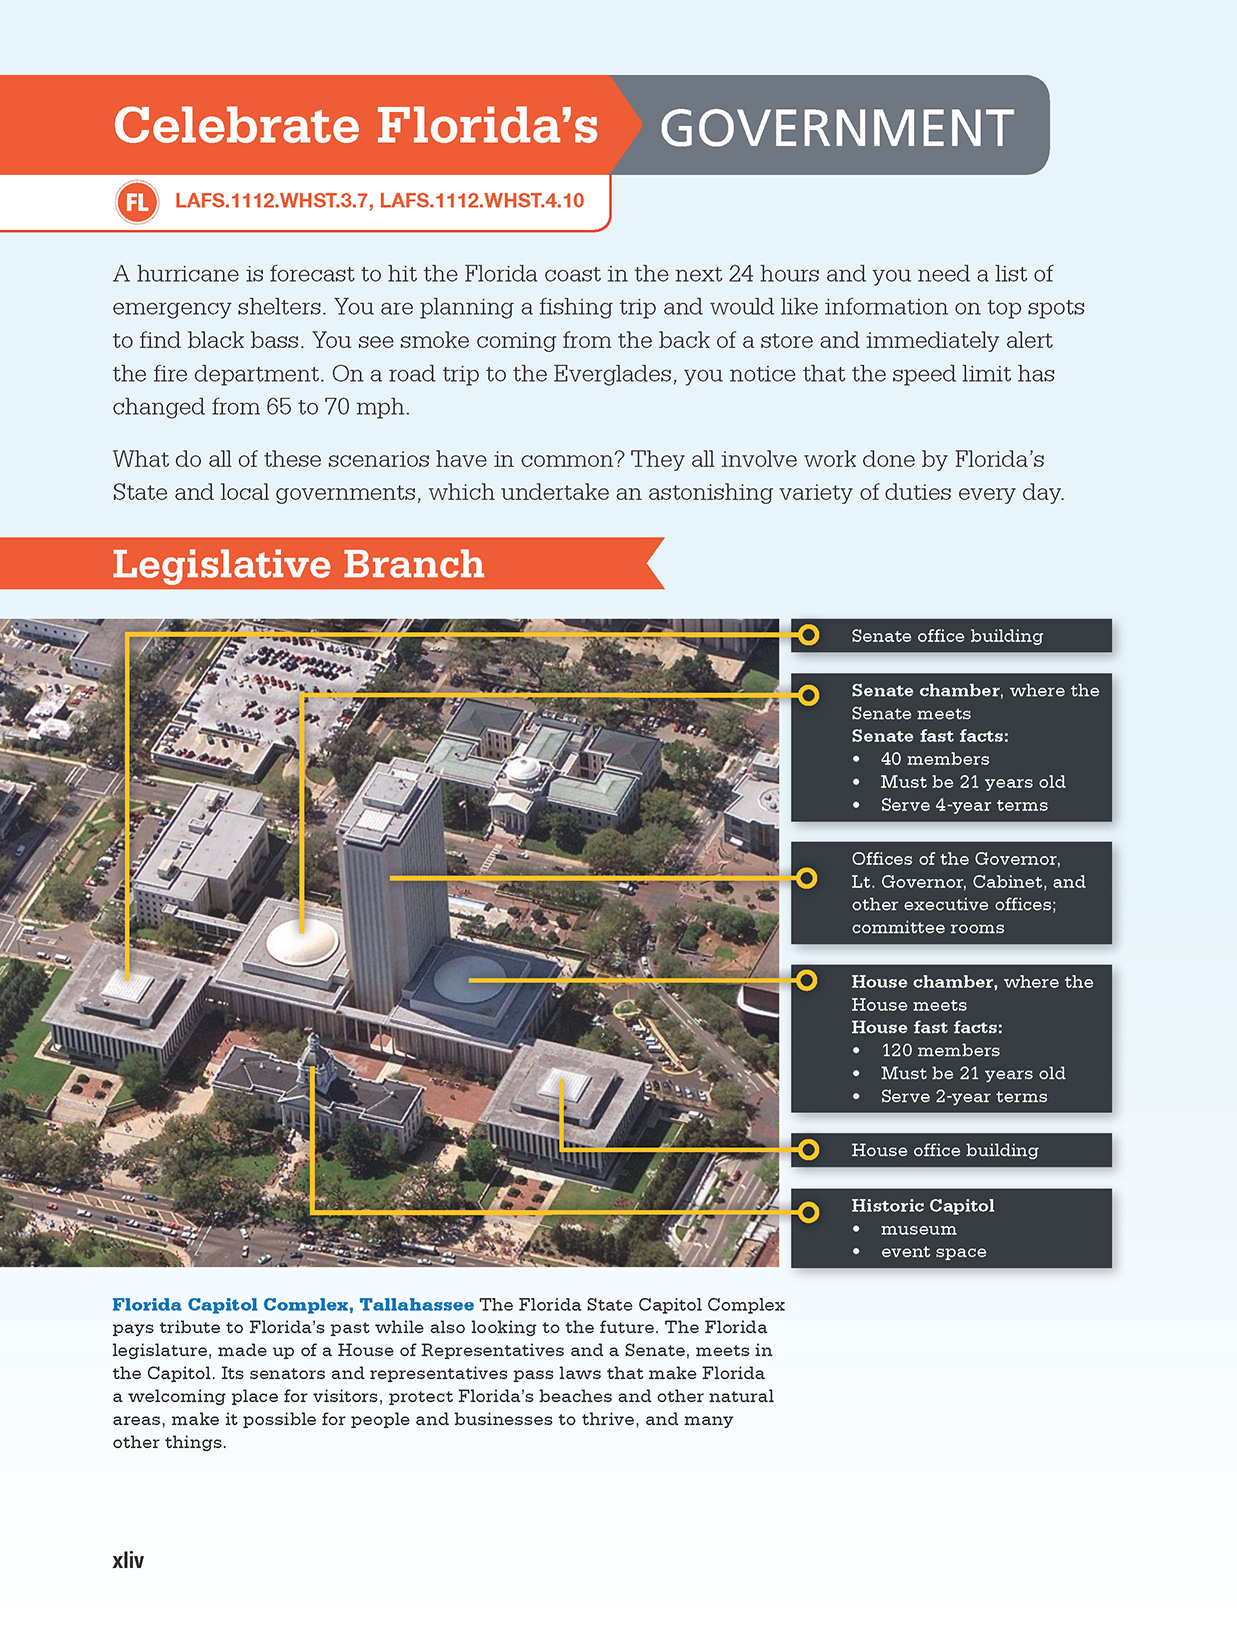 Celebrate Florida's GOVERNMENT
FL LAFS.1112.WHST.3.7, LAFS.1112.WHST.4.10
A hurricane is forecast to hit the Florida coast in the next 24 hours and you need a list of
emergency shelters. You are planning a fishing trip and would like information on top spots
to find black bass. You see smoke coming from the back of a store and immediately alert
the fire department. On a road trip to the Everglades, you notice that the speed limit has
changed from 65 to 70 mph.
What do all of these scenarios have in common? They all involve work done by Florida's
State and local governments, which undertake an astonishing variety of duties every day.
Legislative Branch
Senate office building
Senate chamber, where the
Senate meets
Senate fast facts:
• 40 members
• Must be 21 years old
• Serve 4-year terms
Offices of the Governor,
Lt. Governor, Cabinet, and
other executive offices;
committee rooms
House chamber, where the
House meets
House fast facts:
• 120 members
• Must be 21 years old
• Serve 2-year terms
House office building
Historic Capitol
• museum
• event space
Florida Capitol Complex, Tallahassee The Florida State Capitol Complex
pays tribute to Florida's past while also looking to the future. The Florida
legislature, made up of a House of Representatives and a Senate, meets in
the Capitol. Its senators and representatives pass laws that make Florida
a welcoming place for visitors, protect Florida's beaches and other natural
areas, make it possible for people and businesses to thrive, and many
other things.
xliv